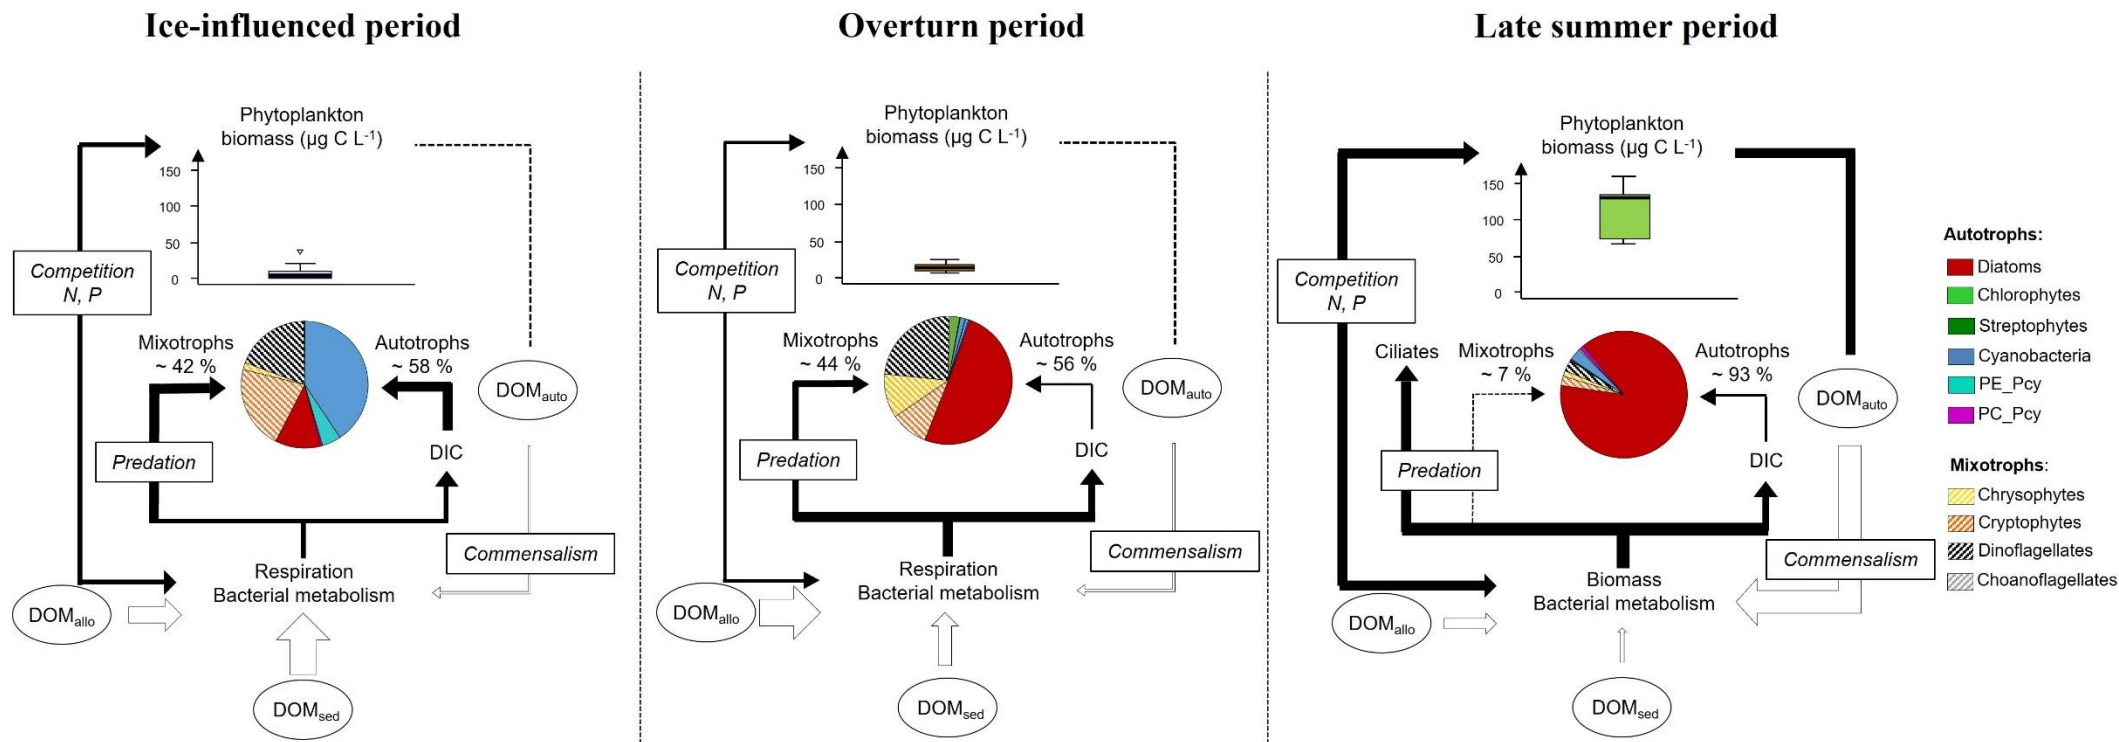 Ice-influenced period
Phytoplankton
biomass (µg C L-1)
150
100
50
0
Competition
N, P
Mixotrophs
~ 42 %
Autotrophs
~ 58 %
DOMauto
Predation
DIC
Commensalism
Respiration
Bacterial metabolism
DOMallo
DOMsed
Overturn period
Phytoplankton
biomass (µg C L-1)
150
100
50
0
Competition
N, P
Mixotrophs
~ 44 %
Autotrophs
~ 56 %
DOMauto
Predation
DIC
Commensalism
Respiration
Bacterial metabolism
DOMallo
DOMsed
Late summer period
Phytoplankton
biomass (µg C L-1)
150
100
50
0
Competition
N, P
Ciliates
Mixotrophs
~ 7 %
Autotrophs
~ 93 %
DOMauto
Predation
DIC
Commensalism
Biomass
Bacterial metabolism
DOMallo
DOMsed
Autotrophs:
Diatoms
Chlorophytes
Streptophytes
Cyanobacteria
PE_Pcy
PC_Pcy
Mixotrophs:
Chrysophytes
Cryptophytes
Dinoflagellates
Choanoflagellates